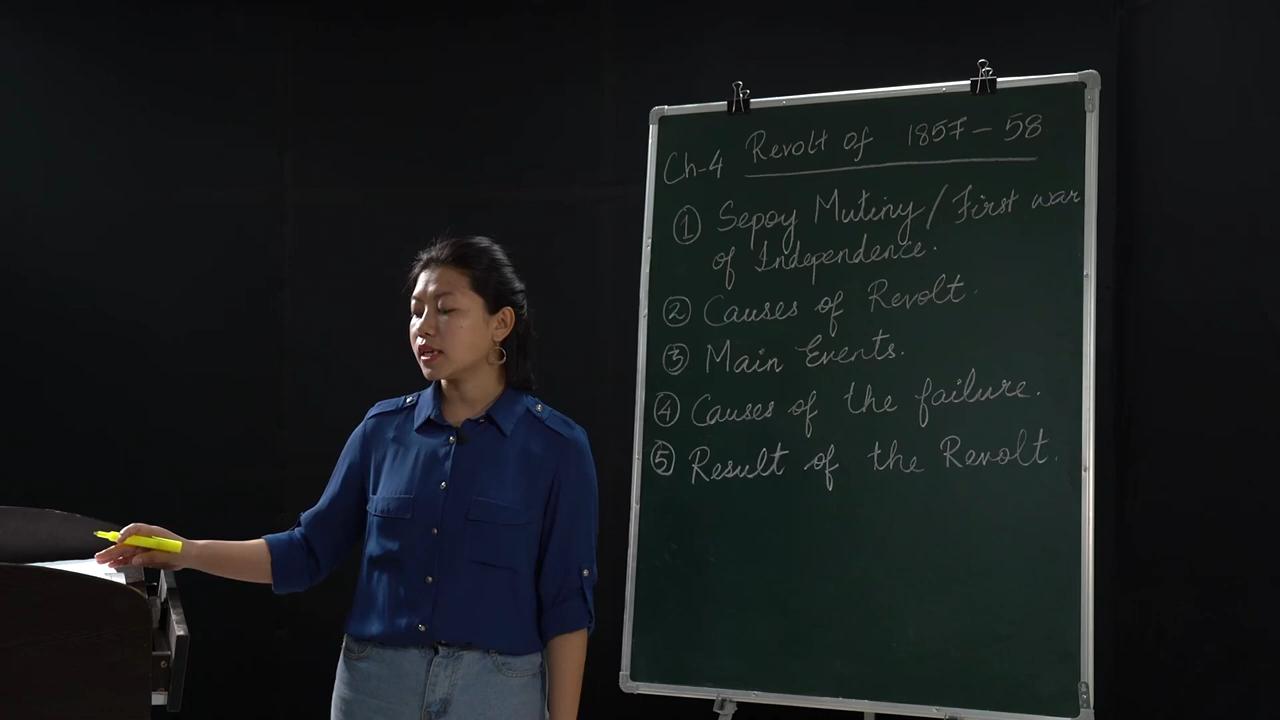 Ch-4 Revolt of 1857-58
① Sepoy Mutiny / First war
of Independence.
② Causes of Revolt.
③ Main Events.
④ Causes of the failure.
⑤ Result of the Revolt.